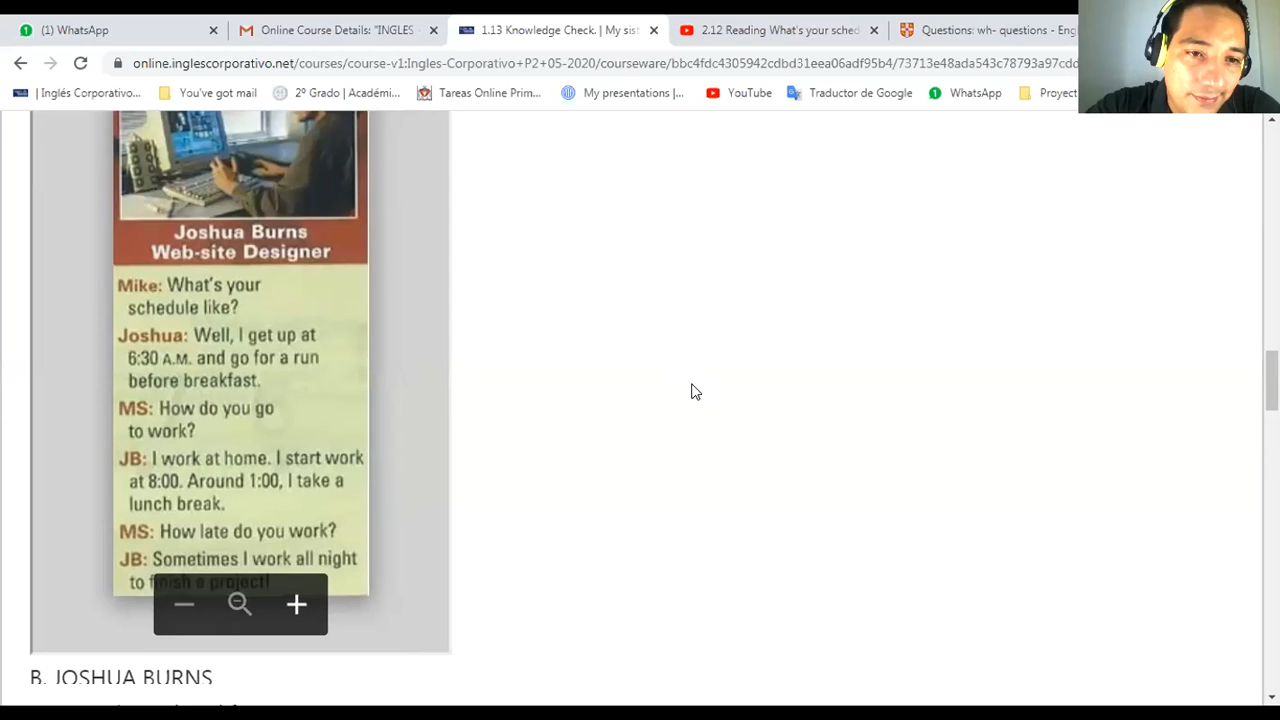 (1) WhatsApp
Online Course Details: "INGLES -
1.13 Knowledge Check. | My sist
2.12 Reading What's your sched
Questions: wh- questions - Eng
online.inglescorporativo.net/courses/course-v1:Ingles-Corporativo+P2+05-2020/courseware/bbc4fdc4305942cdbd31eea06adf95b4/73713e48ada543c78793a97cdd
| Inglés Corporativo...
You've got mail
2º Grado | Académi...
Tareas Online Prim...
My presentations |...
YouTube
Traductor de Google
WhatsApp
Proyect
Joshua Burns
Web-site Designer
Mike: What's your
schedule like?
Joshua: Well, I get up at
6:30 A.M. and go for a run
before breakfast.
MS: How do you go
to work?
JB: I work at home. I start work
at 8:00. Around 1:00, I take a
lunch break.
MS: How late do you work?
JB: Sometimes I work all night
to finish a project!
B. JOSHUA BURNS